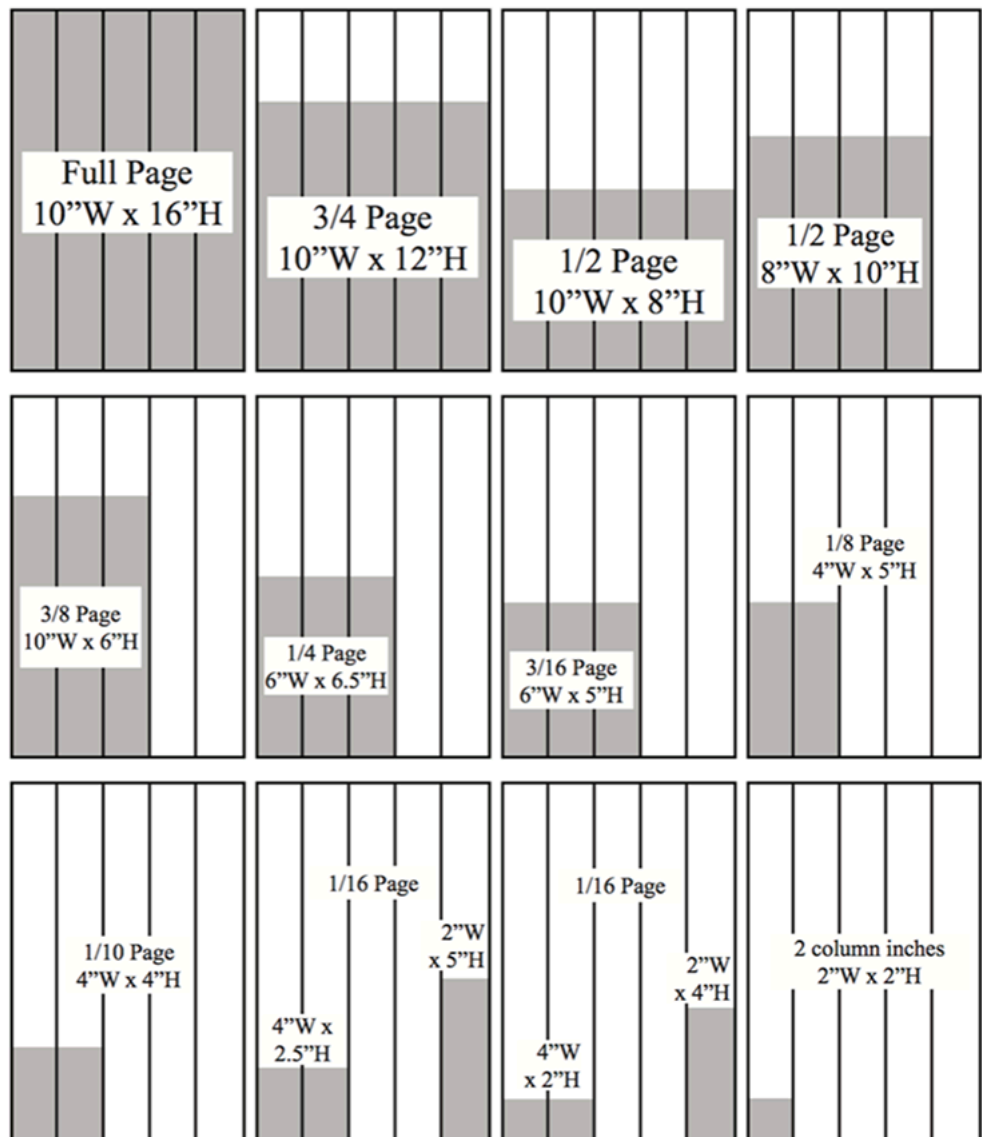 Full Page
10”W x 16”H
3/4 Page
10”W x 12”H
1/2 Page
10”W x 8”H
1/2 Page
8”W x 10”H
3/8 Page
10”W x 6”H
1/4 Page
6”W x 6.5”H
3/16 Page
6”W x 5”H
1/8 Page
4”W x 5”H
1/10 Page
4”W x 4”H
1/16 Page
2”W
x 5”H
4”W x
2.5”H
1/16 Page
2”W
x 4”H
4”W
x 2”H
2 column inches
2”W x 2”H